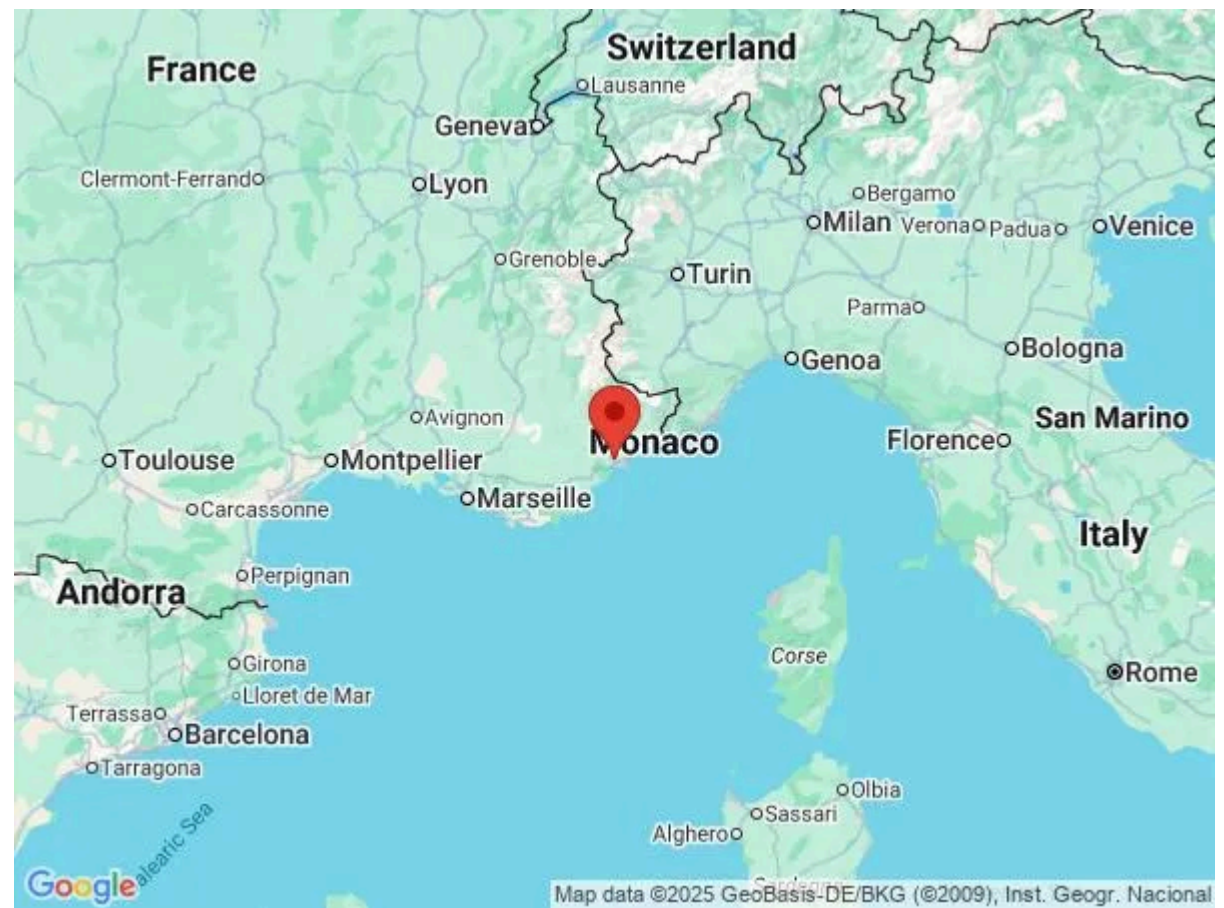 Switzerland
France
Lausanne
Geneva
Clermont-Ferrand
Lyon
Bergamo
Milan
Verona
Padua
Venice
Grenoble
Turin
Parma
Genoa
Bologna
Avignon
San Marino
Monaco
Florence
Toulouse
Montpellier
Marseille
Carcassonne
Italy
Perpignan
Andorra
Corse
Girona
Rome
Lloret de Mar
Terrassa
Barcelona
Tarragona
Olbia
Sassari
Alghero
alearic Sea
Google
Map data ©2025 GeoBasis-DE/BKG (©2009), Inst. Geogr. Nacional